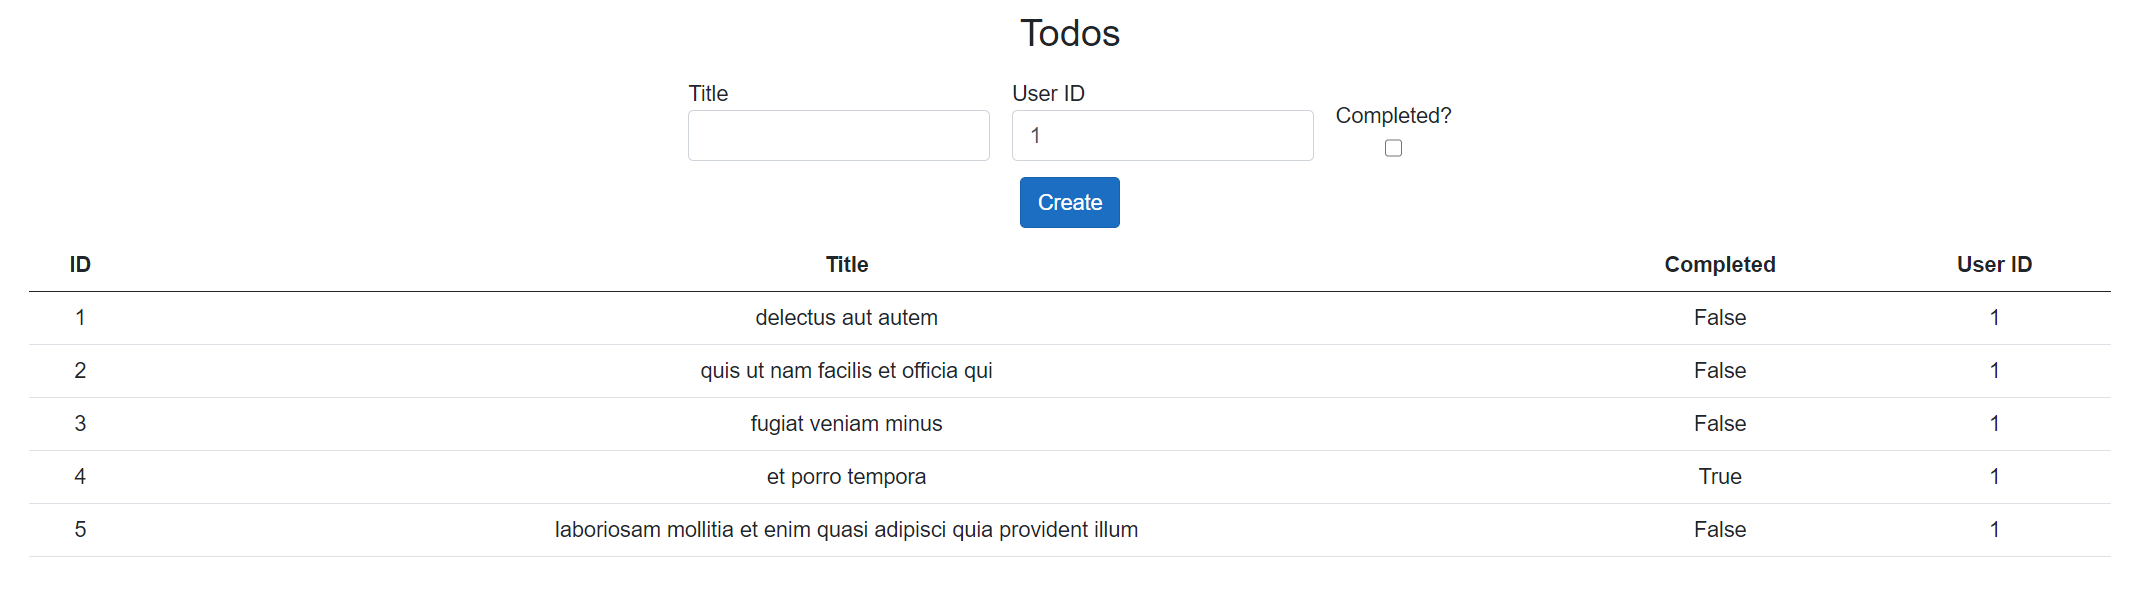 Todos
Title User ID Completed?
1
Create
ID Title Completed User ID
1 delectus aut autem False 1
2 quis ut nam facilis et officia qui False 1
3 fugiat veniam minus False 1
4 et porro tempora True 1
5 laboriosam mollitia et enim quasi adipisci quia provident illum False 1